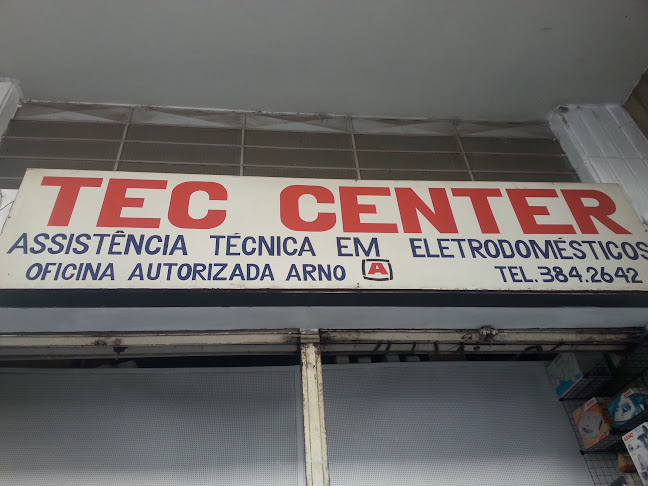 TEC CENTER
ASSISTÊNCIA TÉCNICA EM ELETRODOMÉSTICOS
OFICINA AUTORIZADA ARNO A TEL.384.2642